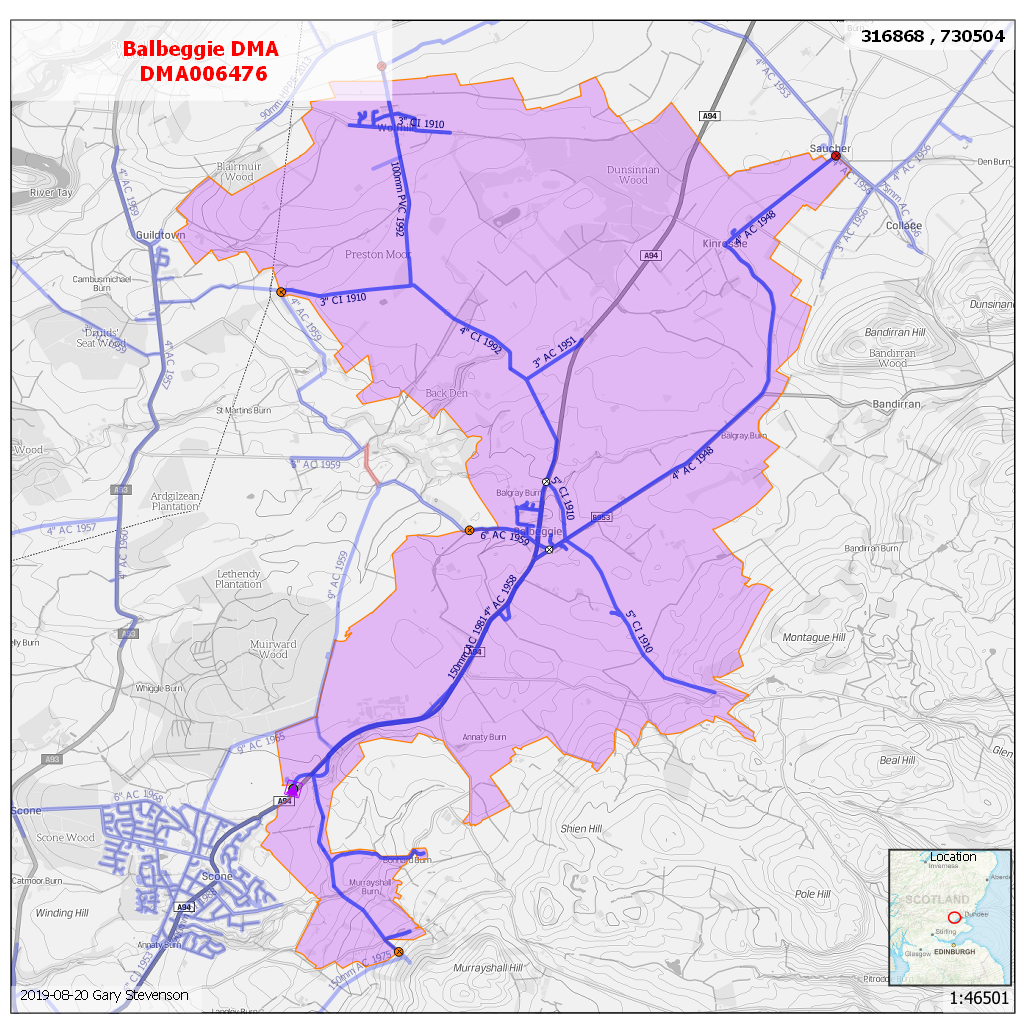 Balbeggie DMA
DMA006476
316868 , 730504
90mm HPPE 2013
4" AC 1953
A94
Saucher
3" CI 1910
Wolfhill
Blairmuir
Wood
Dunsinnan
Wood
Den Burn
4" AC 1956
River Tay
4" AC 1959
100mm PVC 1992
Guildtown
Preston Moor
A94
Kinrossie
4" AC 1948
3" AC 1956
Collace
Cambusmichael
Burn
3" CI 1910
4" AC 1959
Dunsinane
Druids'
Seat Wood
4" CI 1992
3" AC 1951
Bandirran Hill
Bandirran
Wood
4" AC 1957
Back Den
St Martins Burn
Bandirran
Balgray Burn
Wood
6" AC 1959
4" AC 1948
A93
Ardgilzean
Plantation
Balgray Burn
5" CI 1910
B953
4" AC 1957
Balbeggie
6" AC 1959
4" AC 1960
Bandirran Burn
Lethendy
Plantation
9" AC 1959
4" AC 1958
5" CI 1910
A93
Muirward
Wood
150mm AC 1981
A94
Montague Hill
Whiggle Burn
Annaty Burn
9" AC 1965
A93
Beal Hill
Glen
A94
6" AC 1968
Scone
Scone Wood
Shien Hill
Bonhard Burn
Catmoor Burn
Scone
Murrayshall
Burn
Pole Hill
Winding Hill
A94
Annaty Burn
150mm AC 1975
Murrayshall Hill
Pitrodd
Langley Burn
Location
Inverness
Aberde
SCOTLAND
Dundee
Stirling
Glasgow
EDINBURGH
2019-08-20 Gary Stevenson
1:46501